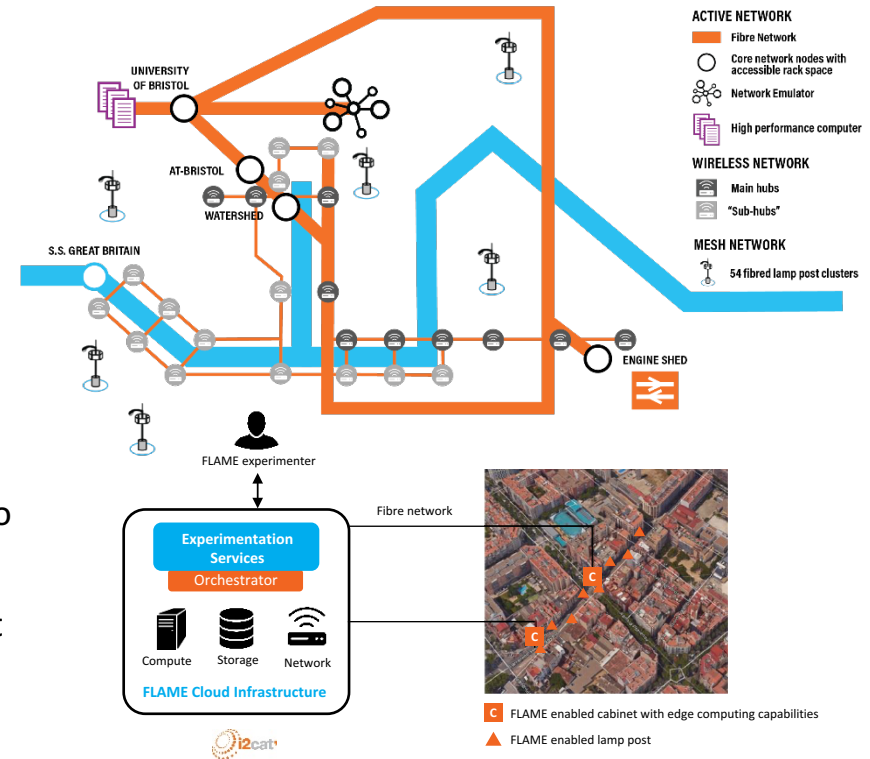 ACTIVE NETWORK
Fibre Network
Core network nodes with
accessible rack space
Network Emulator
High performance computer
WIRELESS NETWORK
Main hubs
"Sub-hubs"
MESH NETWORK
54 fibred lamp post clusters
UNIVERSITY
OF BRISTOL
AT-BRISTOL
WATERSHED
S.S. GREAT BRITAIN
ENGINE SHED
FLAME experimenter
o
t
Fibre network
Experimentation
Services
Orchestrator
Compute
Storage
Network
FLAME Cloud Infrastructure
i2cat
C
C
C FLAME enabled cabinet with edge computing capabilities
FLAME enabled lamp post